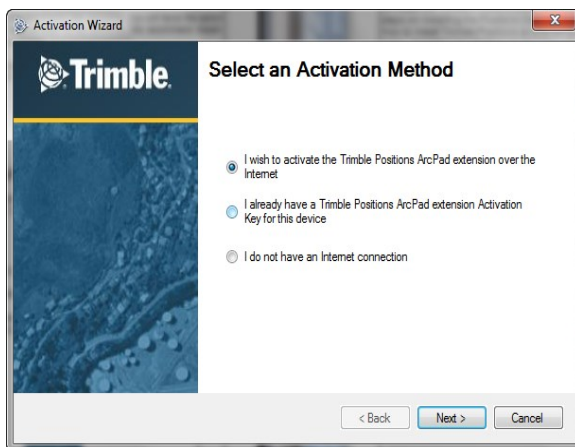 Activation Wizard
Trimble.
Select an Activation Method
I wish to activate the Trimble Positions ArcPad extension over the
Internet
I already have a Trimble Positions ArcPad extension Activation
Key for this device
I do not have an Internet connection
< Back
Next >
Cancel